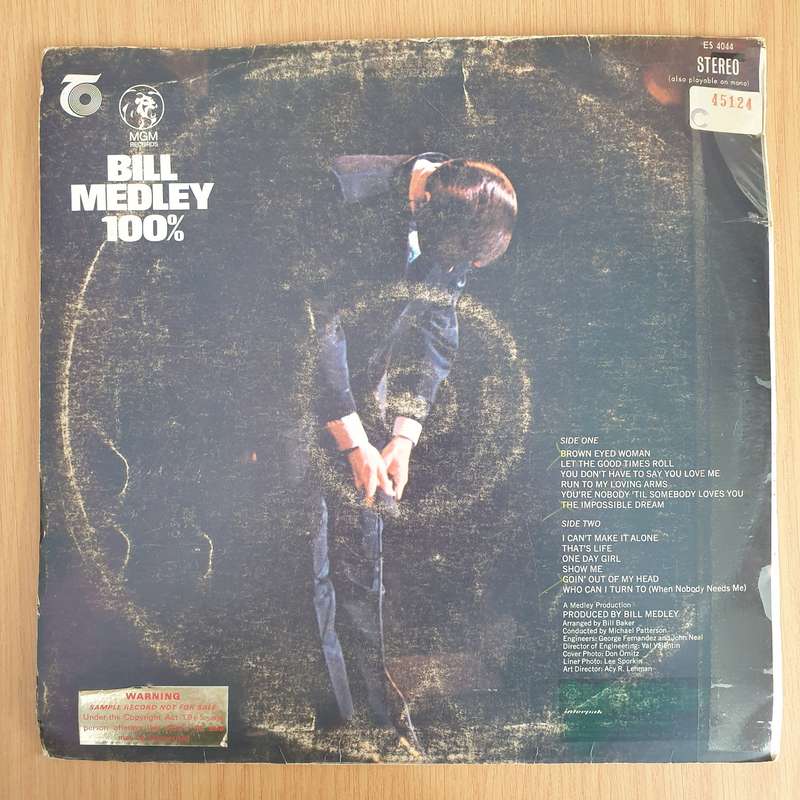 ES 4044
STEREO
(also playable on mono)
45124
C
MGM
RECORDS
BILL
MEDLEY
100%
SIDE ONE
BROWN EYED WOMAN
LET THE GOOD TIMES ROLL
YOU DON'T HAVE TO SAY YOU LOVE ME
RUN TO MY LOVING ARMS
YOU'RE NOBODY 'TIL SOMEBODY LOVES YOU
THE IMPOSSIBLE DREAM
SIDE TWO
I CAN'T MAKE IT ALONE
THAT'S LIFE
ONE DAY GIRL
SHOW ME
GOIN' OUT OF MY HEAD
WHO CAN I TURN TO (When Nobody Needs Me)
A Medley Production
PRODUCED BY BILL MEDLEY
Arranged by Bill Baker
Conducted by Michael Patterson
Engineers: George Fernandez and John Neal
Director of Engineering: Val Valentin
Cover Photo: Don Ornitz
Liner Photo: Lee Sporkin
Art Director: Acy R. Lehman
interpak
WARNING
SAMPLE RECORD NOT FOR SALE
Under the Copyright Act
person